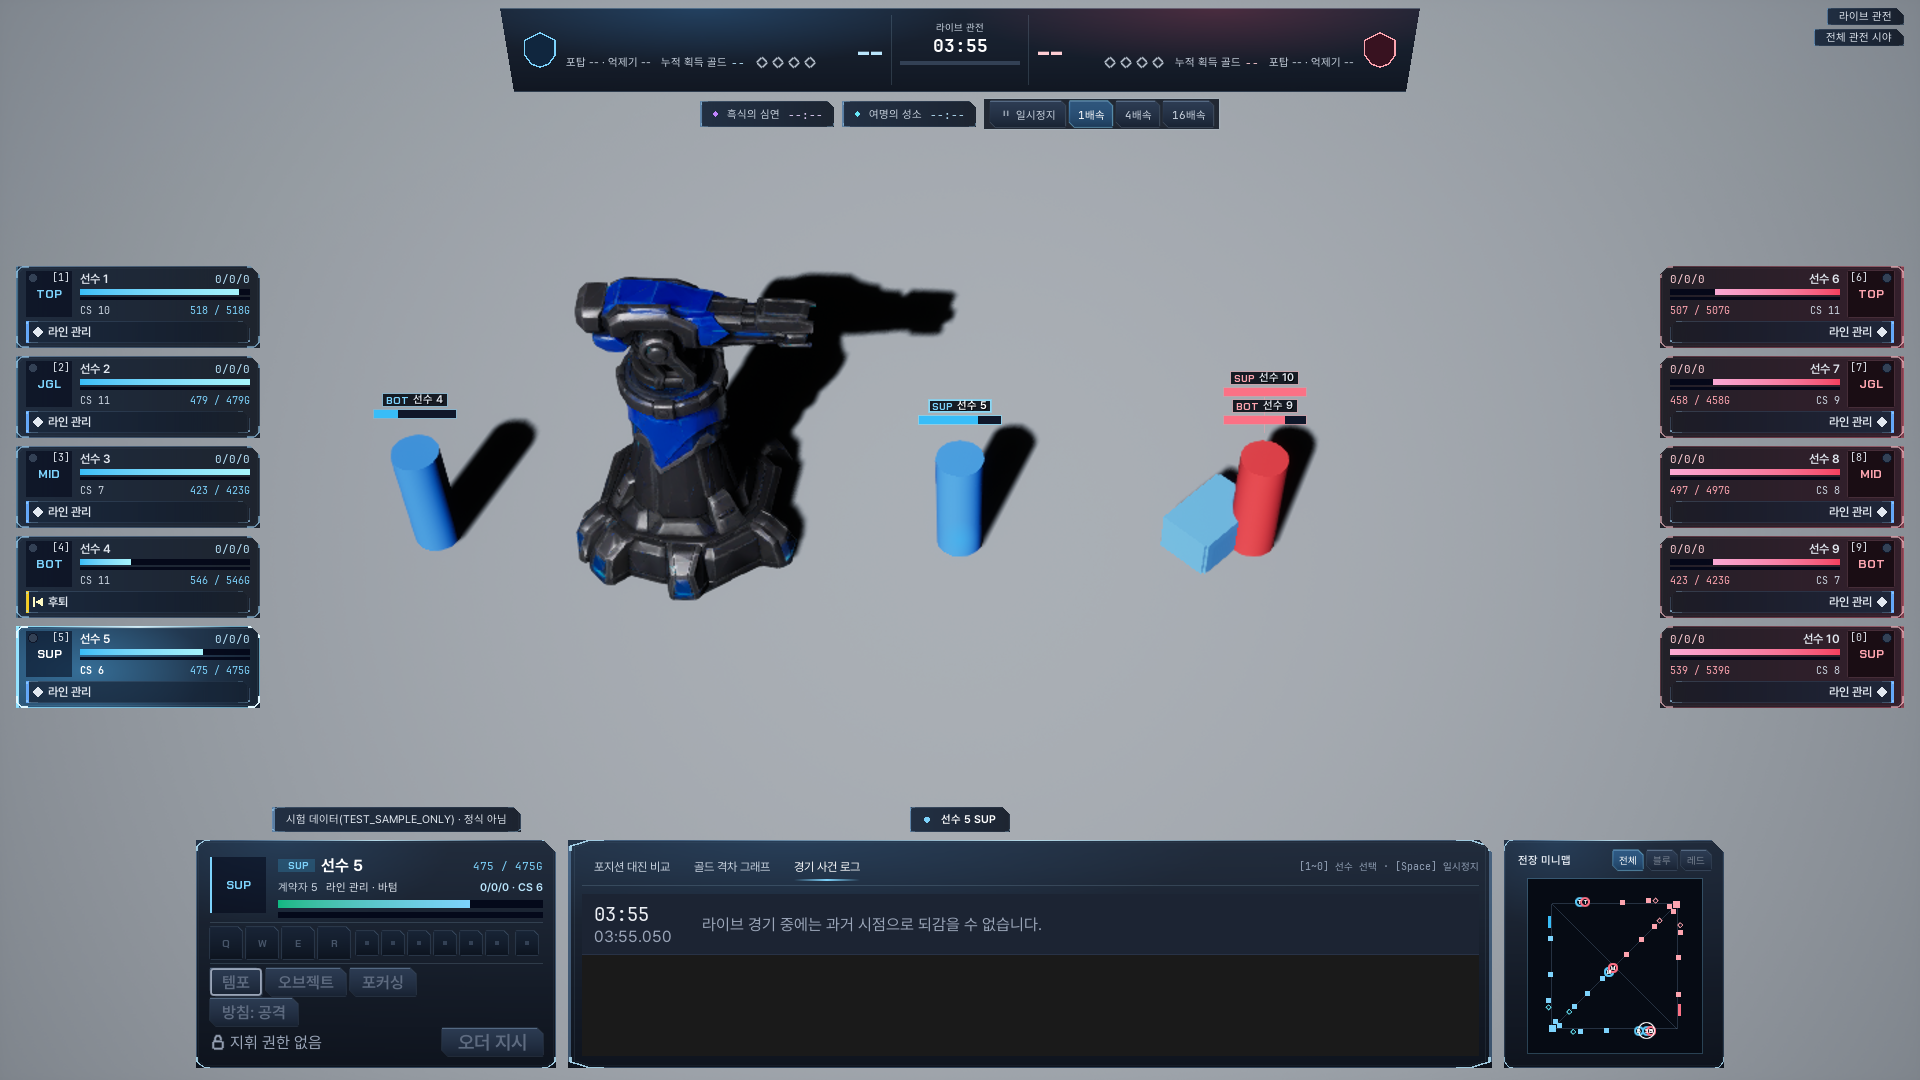 라이브 관전
03:55
포탑 -- · 억제기 -- 누적 획득 골드 -- --
-- 누적 획득 골드 -- 포탑 -- · 억제기 --
라이브 관전
전체 관전 시야
흑식의 심연 --:--
여명의 성소 --:--
일시정지 1배속 4배속 16배속
[1] 선수 1 0/0/0
TOP
CS 10 518 / 518G
라인 관리
[2] 선수 2 0/0/0
JGL
CS 11 479 / 479G
라인 관리
[3] 선수 3 0/0/0
MID
CS 7 423 / 423G
라인 관리
[4] 선수 4 0/0/0
BOT
CS 11 546 / 546G
후퇴
[5] 선수 5 0/0/0
SUP
CS 6 475 / 475G
라인 관리
BOT 선수 4
SUP 선수 5
SUP 선수 10
BOT 선수 9
0/0/0 선수 6 [6]
TOP
507 / 507G CS 11
라인 관리
0/0/0 선수 7 [7]
JGL
458 / 458G CS 9
라인 관리
0/0/0 선수 8 [8]
MID
497 / 497G CS 8
라인 관리
0/0/0 선수 9 [9]
BOT
423 / 423G CS 7
라인 관리
0/0/0 선수 10 [0]
SUP
539 / 539G CS 8
라인 관리
시험 데이터(TEST_SAMPLE_ONLY) · 정식 아님
선수 5 SUP
SUP
SUP 선수 5 475 / 475G
계약자 5 라인 관리 · 바텀 0/0/0 · CS 6
Q W E R
템포 오브젝트 포커싱
방침: 공격
지휘 권한 없음 오더 지시
포지션 대진 비교 골드 격차 그래프 경기 사건 로그 [1~0] 선수 선택 · [Space] 일시정지
03:55
03:55.050
라이브 경기 중에는 과거 시점으로 되감을 수 없습니다.
전장 미니맵 전체 블루 레드